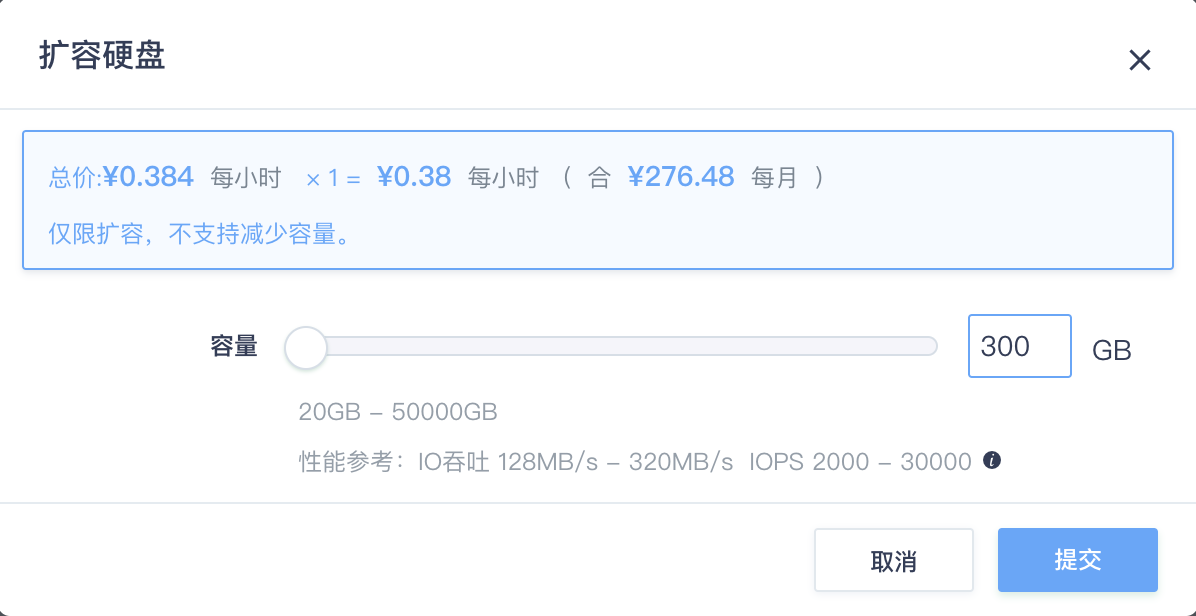 扩容硬盘
总价:¥0.384 每小时 × 1 = ¥0.38 每小时 ( 合 ¥276.48 每月 )
仅限扩容，不支持减少容量。
容量 300 GB
20GB – 50000GB
性能参考：IO吞吐 128MB/s – 320MB/s IOPS 2000 – 30000
取消 提交